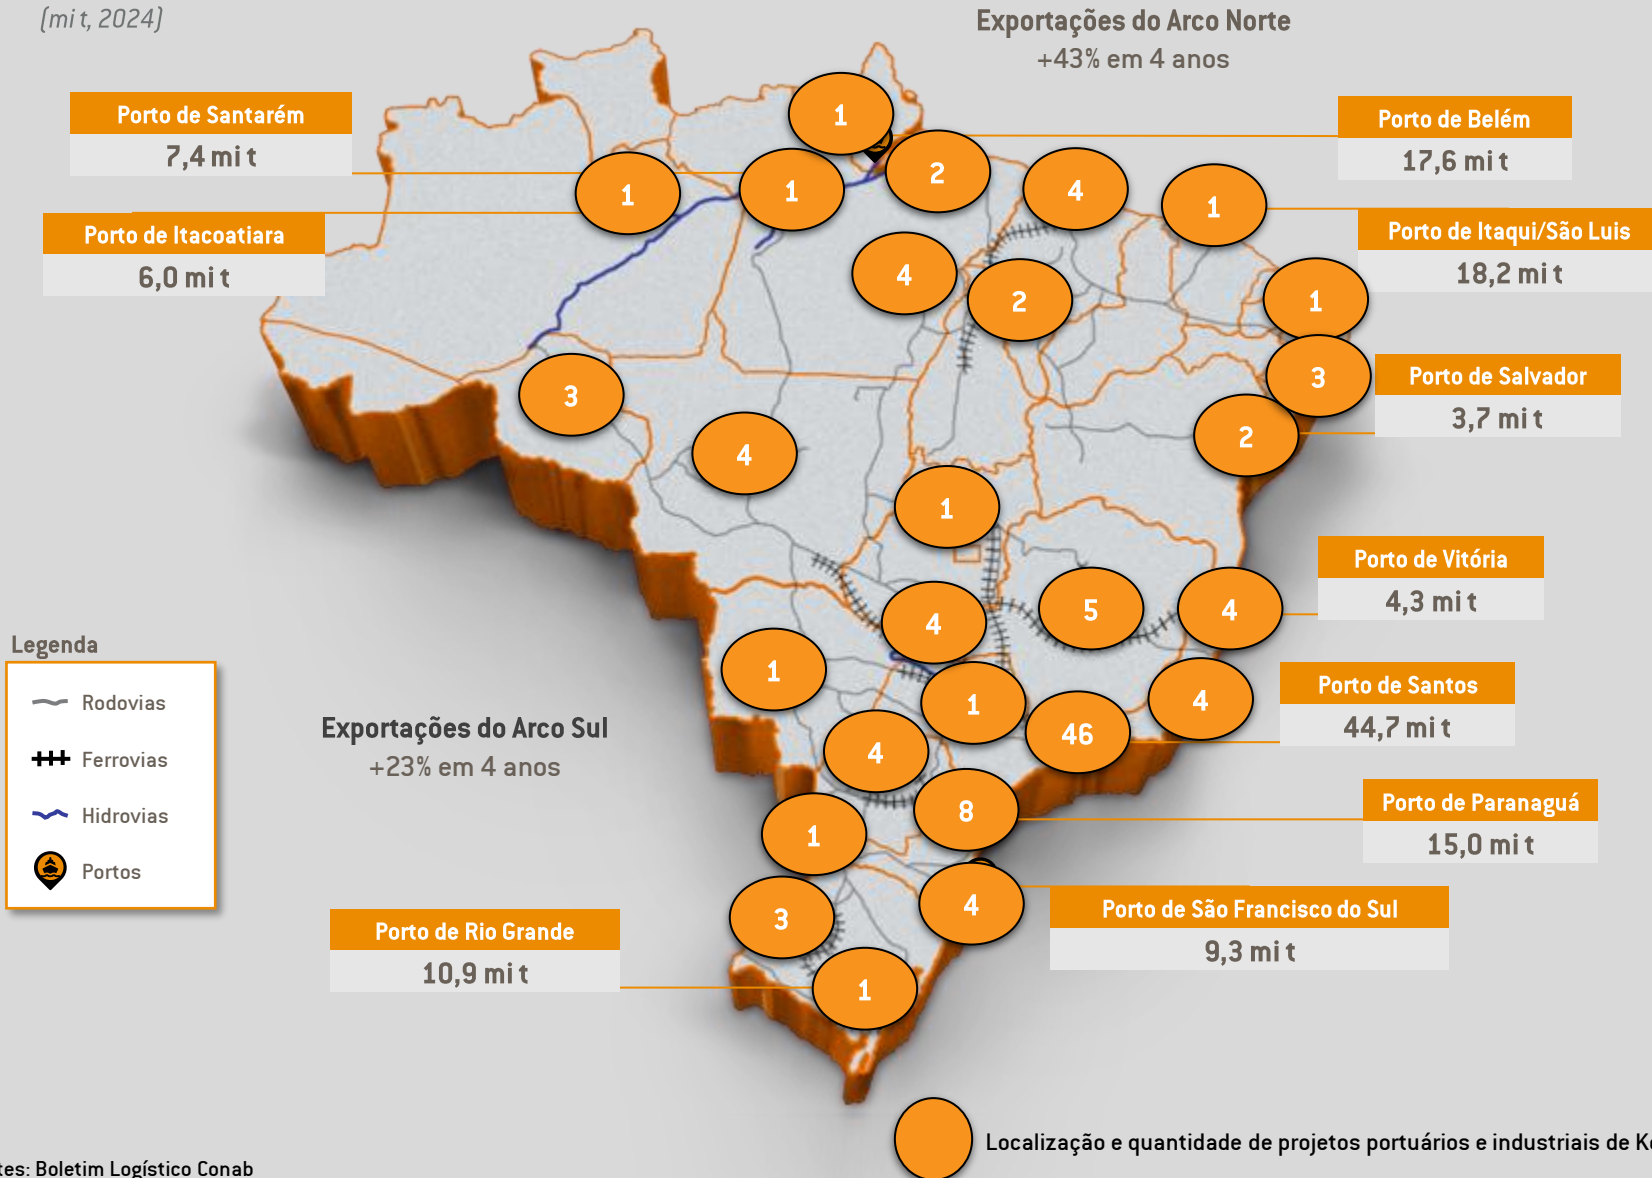 (mi t, 2024)
Exportações do Arco Norte
+43% em 4 anos
Porto de Santarém
7,4 mi t
Porto de Belém
17,6 mi t
Porto de Itacoatiara
6,0 mi t
Porto de Itaqui/São Luis
18,2 mi t
1
2
1
1
4
1
4
2
1
3
Porto de Salvador
3,7 mi t
3
2
4
1
Porto de Vitória
4,3 mi t
4
5
4
Legenda
Rodovias
Ferrovias
Hidrovias
Portos
1
1
4
Porto de Santos
44,7 mi t
Exportações do Arco Sul
+23% em 4 anos
4
46
8
1
Porto de Paranaguá
15,0 mi t
3
4
Porto de São Francisco do Sul
9,3 mi t
Porto de Rio Grande
10,9 mi t
1
Localização e quantidade de projetos portuários e industriais de
Boletim Logístico Conab